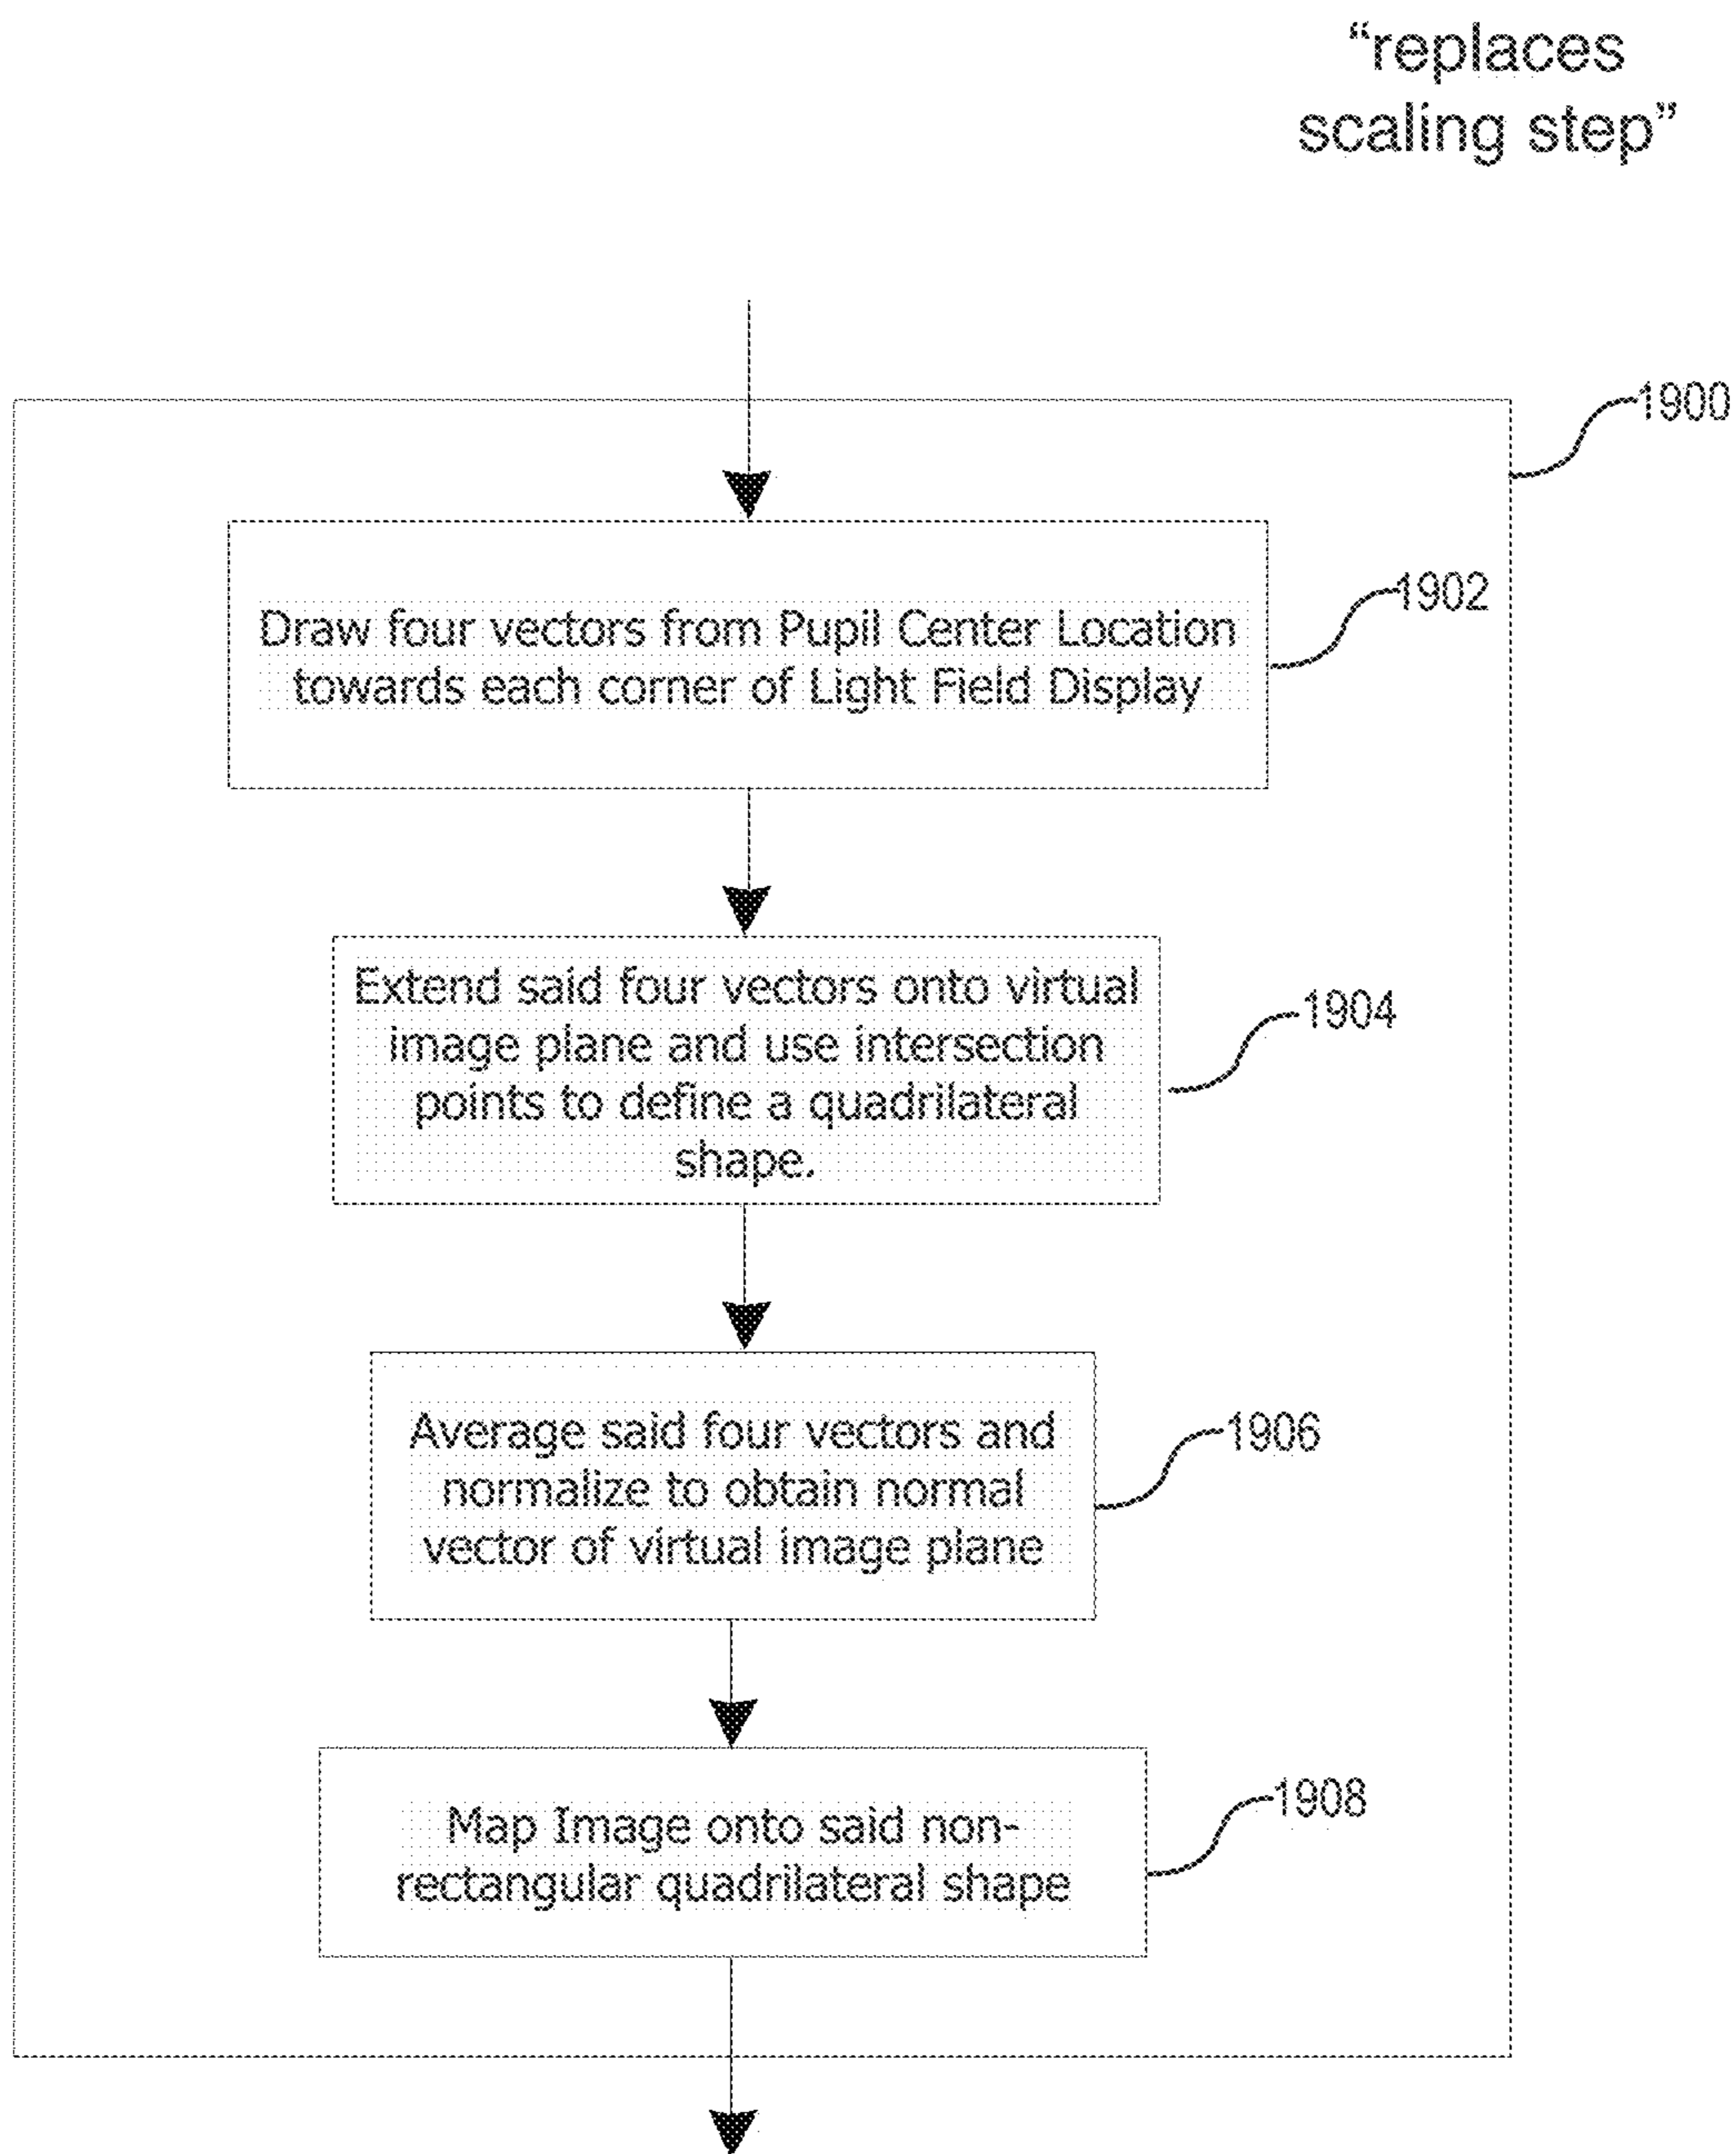 “replaces
scaling step”
1900
Draw four vectors from Pupil Center Location
towards each corner of Light Field Display
1902
Extend said four vectors onto virtual
image plane and use intersection
points to define a quadrilateral
shape.
1904
Average said four vectors and
normalize to obtain normal
vector of virtual image plane
1906
Map Image onto said non-
rectangular quadrilateral shape
1908